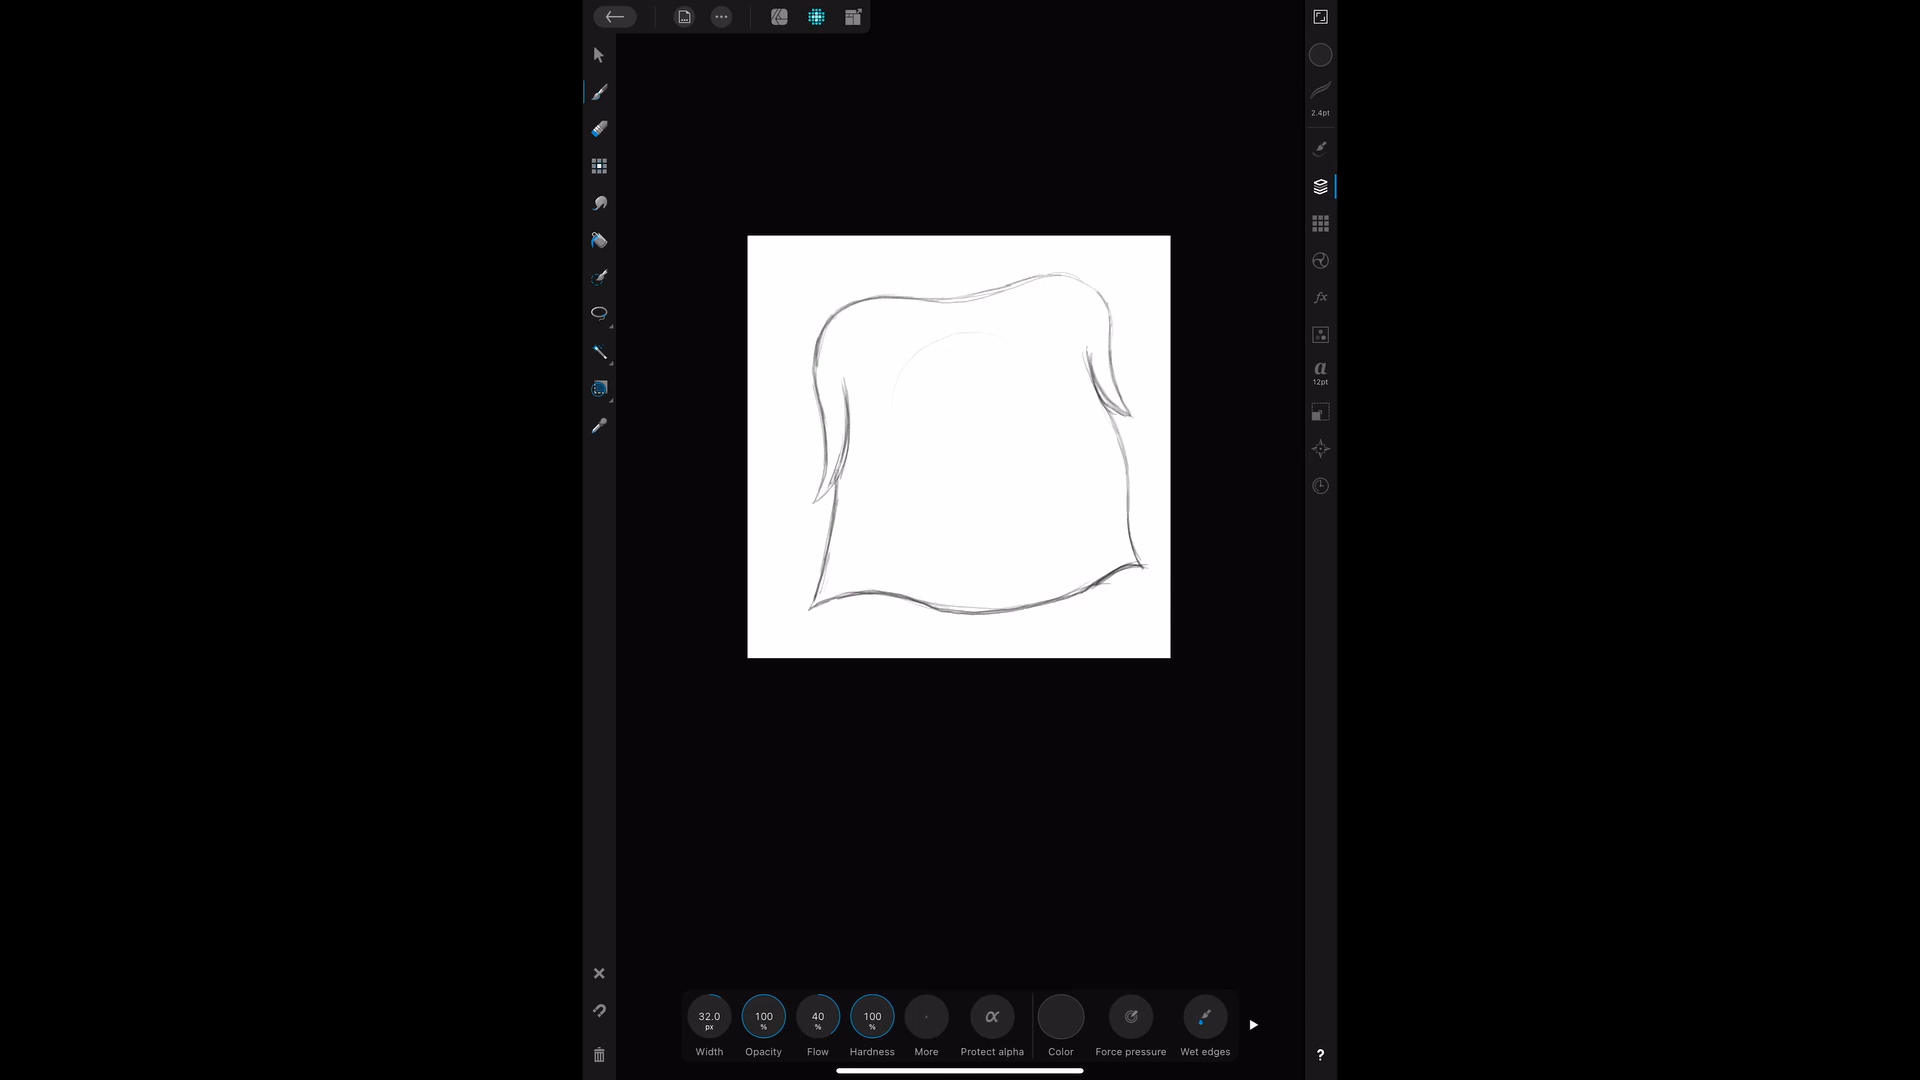 2.4pt
fx
a
12pt
32.0
px
100
%
40
%
100
%
α
Width
Opacity
Flow
Hardness
More
Protect alpha
Color
Force pressure
Wet edges
?